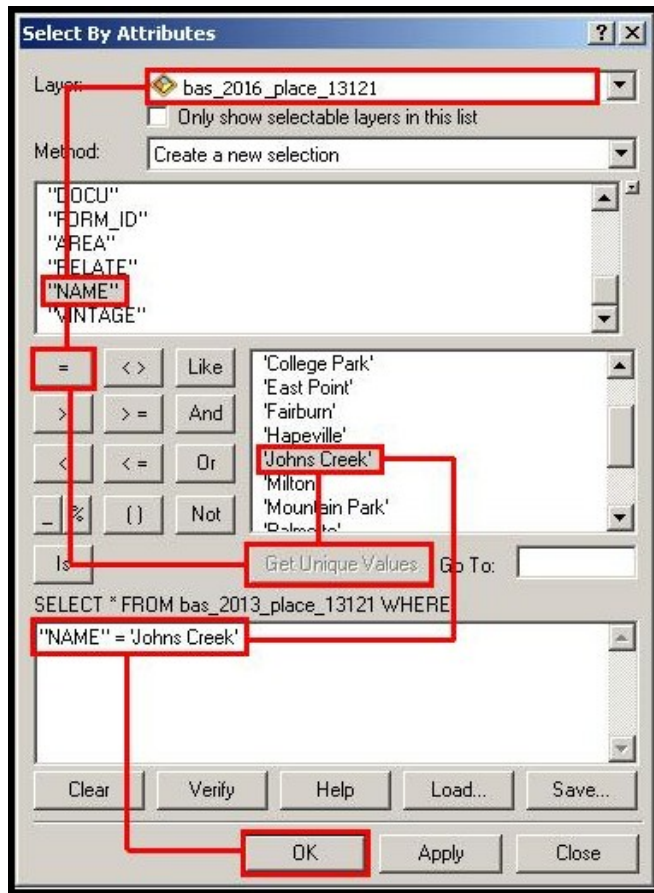 Select By Attributes
Layer: bas_2016_place_13121
Only show selectable layers in this list
Method: Create a new selection
"DOCU"
"FORM_ID"
"AREA"
"RELATE"
"NAME"
"VINTAGE"
= < > Like
> > = And
< < = Or
_ % ( ) Not
Is
'College Park'
'East Point'
'Fairburn'
'Hapeville'
'Johns Creek'
'Milton'
'Mountain Park'
'Palmetto'
Get Unique Values Go To:
SELECT * FROM bas_2013_place_13121 WHERE
"NAME" = 'Johns Creek'
Clear Verify Help Load... Save...
OK Apply Close